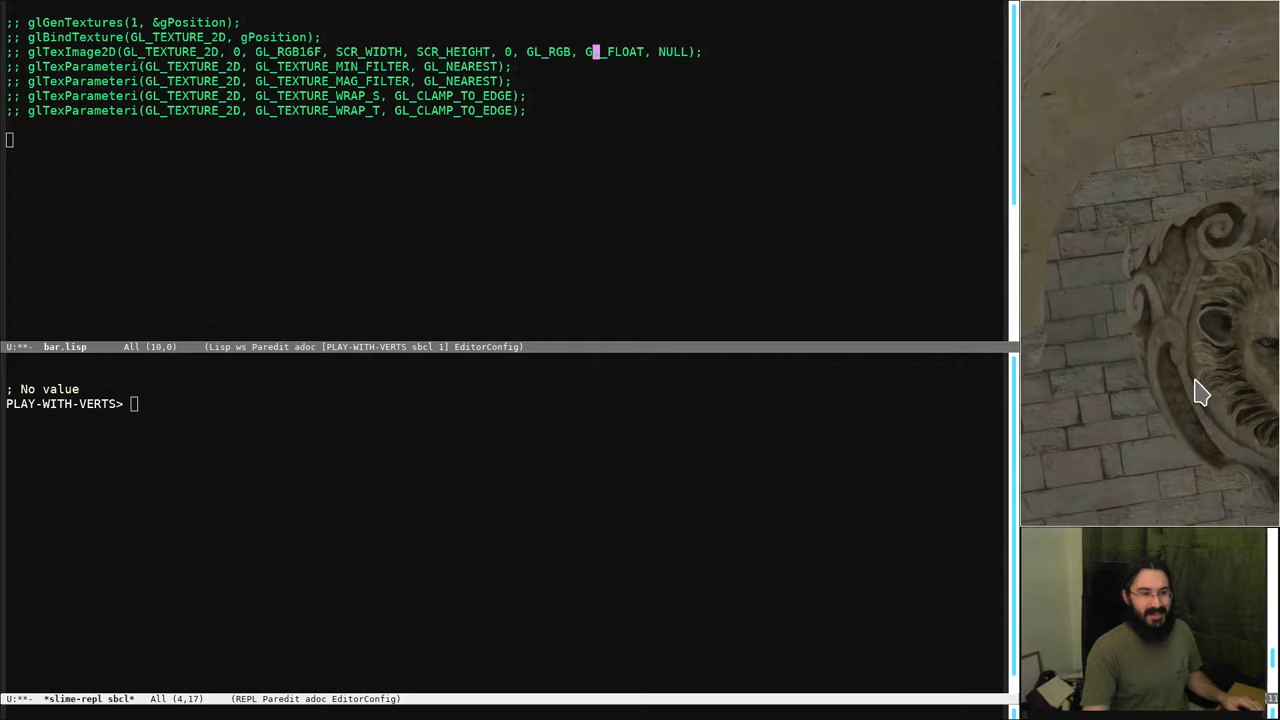 ;; glGenTextures(1, &gPosition);
;; glBindTexture(GL_TEXTURE_2D, gPosition);
;; glTexImage2D(GL_TEXTURE_2D, 0, GL_RGB16F, SCR_WIDTH, SCR_HEIGHT, 0, GL_RGB, GL_FLOAT, NULL);
;; glTexParameteri(GL_TEXTURE_2D, GL_TEXTURE_MIN_FILTER, GL_NEAREST);
;; glTexParameteri(GL_TEXTURE_2D, GL_TEXTURE_MAG_FILTER, GL_NEAREST);
;; glTexParameteri(GL_TEXTURE_2D, GL_TEXTURE_WRAP_S, GL_CLAMP_TO_EDGE);
;; glTexParameteri(GL_TEXTURE_2D, GL_TEXTURE_WRAP_T, GL_CLAMP_TO_EDGE);
U:**- bar.lisp All (10,0) (Lisp ws Paredit adoc [PLAY-WITH-VERTS sbcl 1] EditorConfig)
; No value
PLAY-WITH-VERTS>
U:**- *slime-repl sbcl* All (4,17) (REPL Paredit adoc EditorConfig)